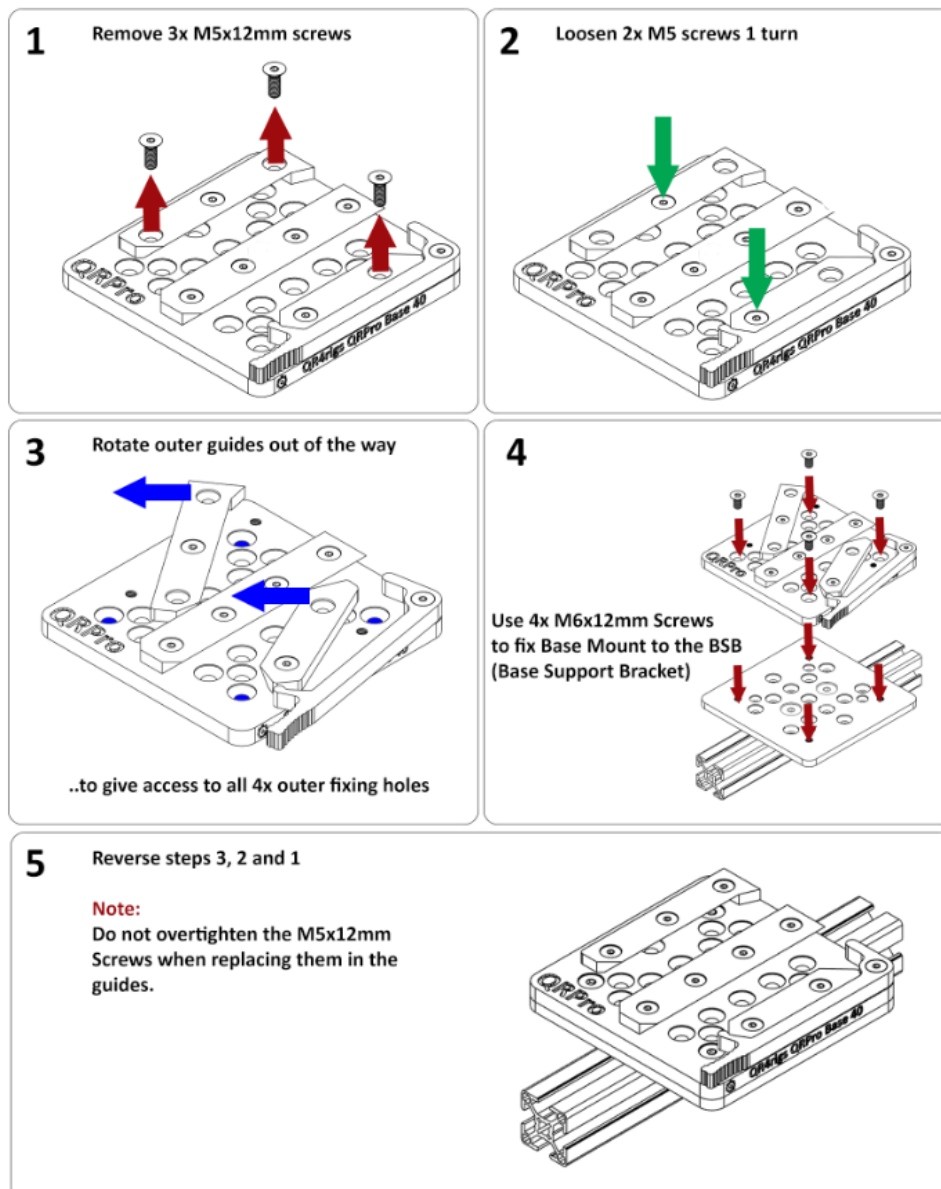 1
Remove 3x M5x12mm screws
QRPro
QR4rigs QRPro Base 40
2
Loosen 2x M5 screws 1 turn
QRPro
QR4rigs QRPro Base 40
3
Rotate outer guides out of the way
QRPro
..to give access to all 4x outer fixing holes
4
QRPro
Use 4x M6x12mm Screws
to fix Base Mount to the BSB
(Base Support Bracket)
5
Reverse steps 3, 2 and 1
Note:
Do not overtighten the M5x12mm
Screws when replacing them in the
guides.
QRPro
QR4rigs QRPro Base 40